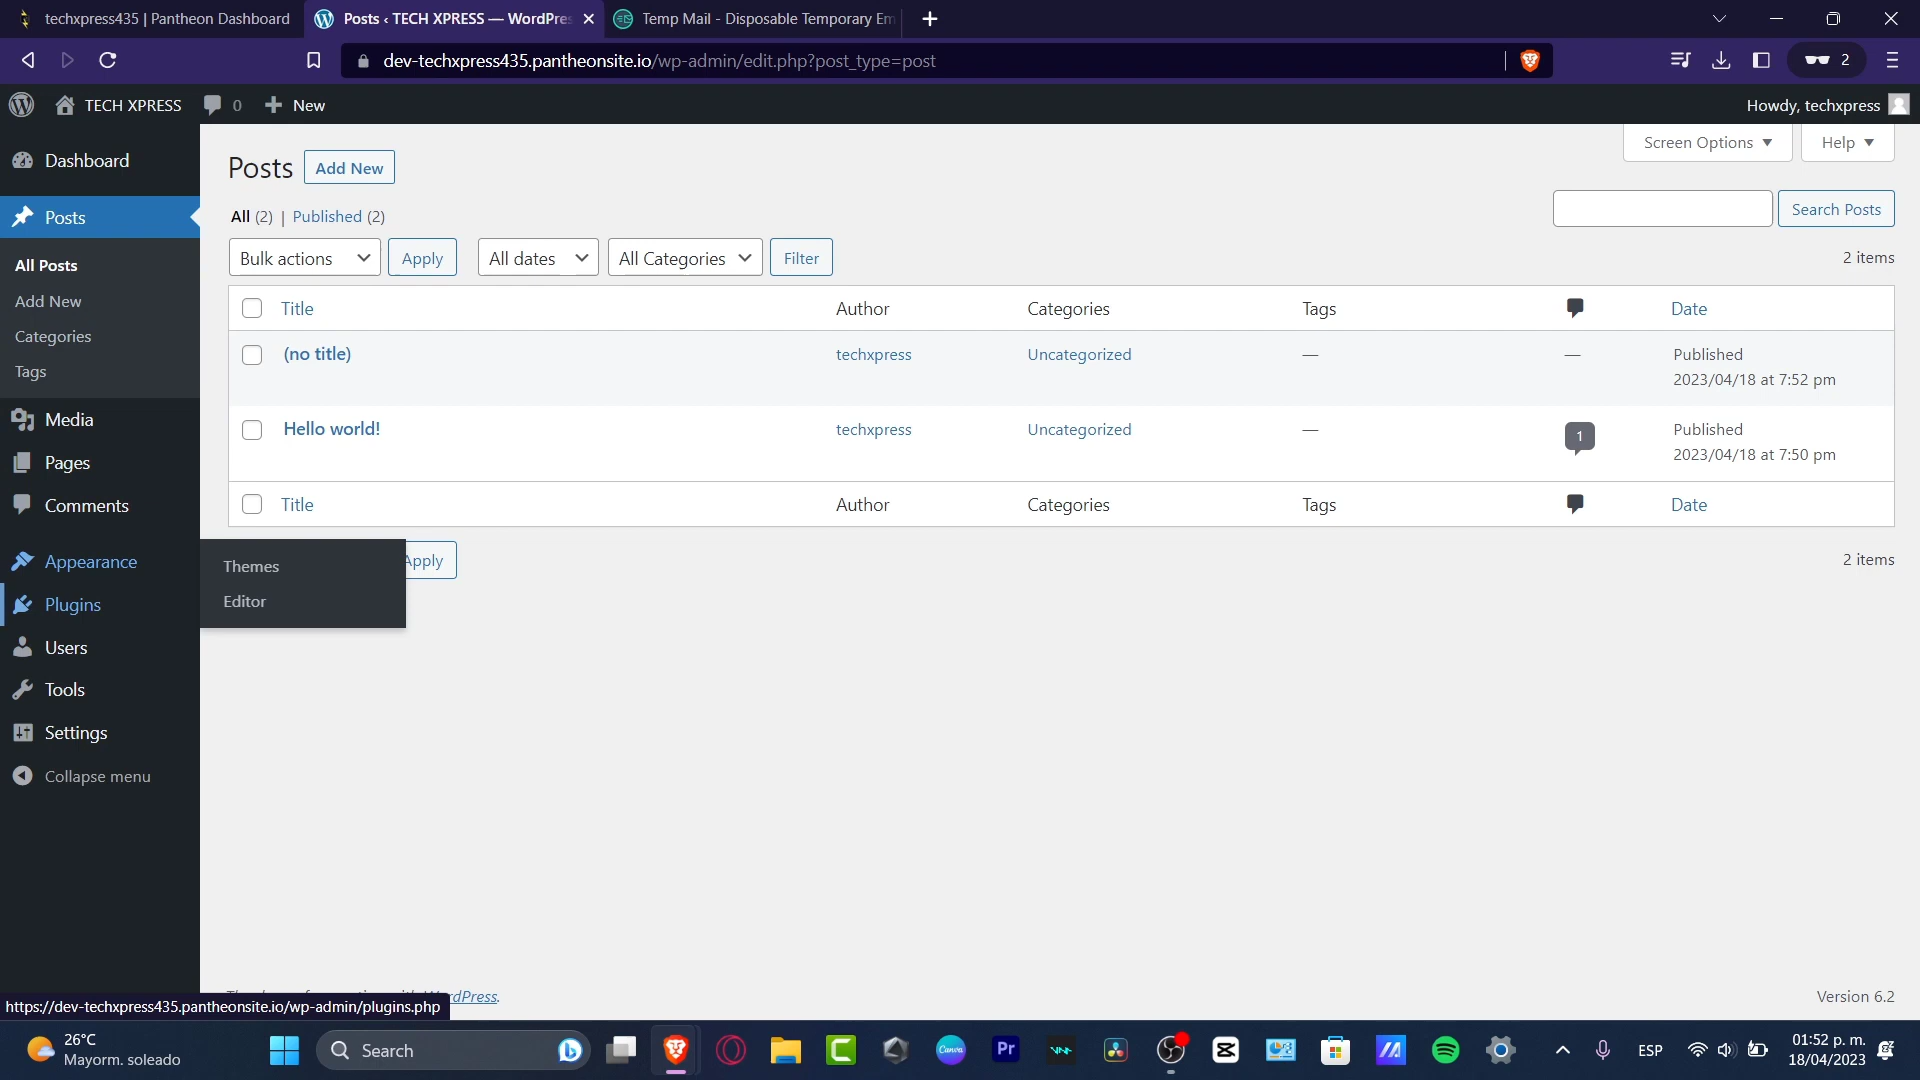 techxpress435 | Pantheon Dashboard
Posts ‹ TECH XPRESS — WordPres
Temp Mail - Disposable Temporary Em
dev-techxpress435.pantheonsite.io/wp-admin/edit.php?post_type=post
2
TECH XPRESS
0
New
Howdy, techxpress
Dashboard
Posts
All Posts
Add New
Categories
Tags
Media
Pages
Comments
Appearance
Plugins
Users
Tools
Settings
Collapse menu
Themes
Editor
Screen Options
Help
Posts
Add New
All (2) | Published (2)
Search Posts
Bulk actions
Apply
All dates
All Categories
Filter
2 items
Title
Author
Categories
Tags
Date
(no title)
techxpress
Uncategorized
—
—
Published
2023/04/18 at 7:52 pm
Hello world!
techxpress
Uncategorized
—
1
Published
2023/04/18 at 7:50 pm
Title
Author
Categories
Tags
Date
Apply
2 items
Version 6.2
https://dev-techxpress435.pantheonsite.io/wp-admin/plugins.php
26°C
Mayorm. soleado
Search
Canva
Pr
ESP
01:52 p. m.
18/04/2023